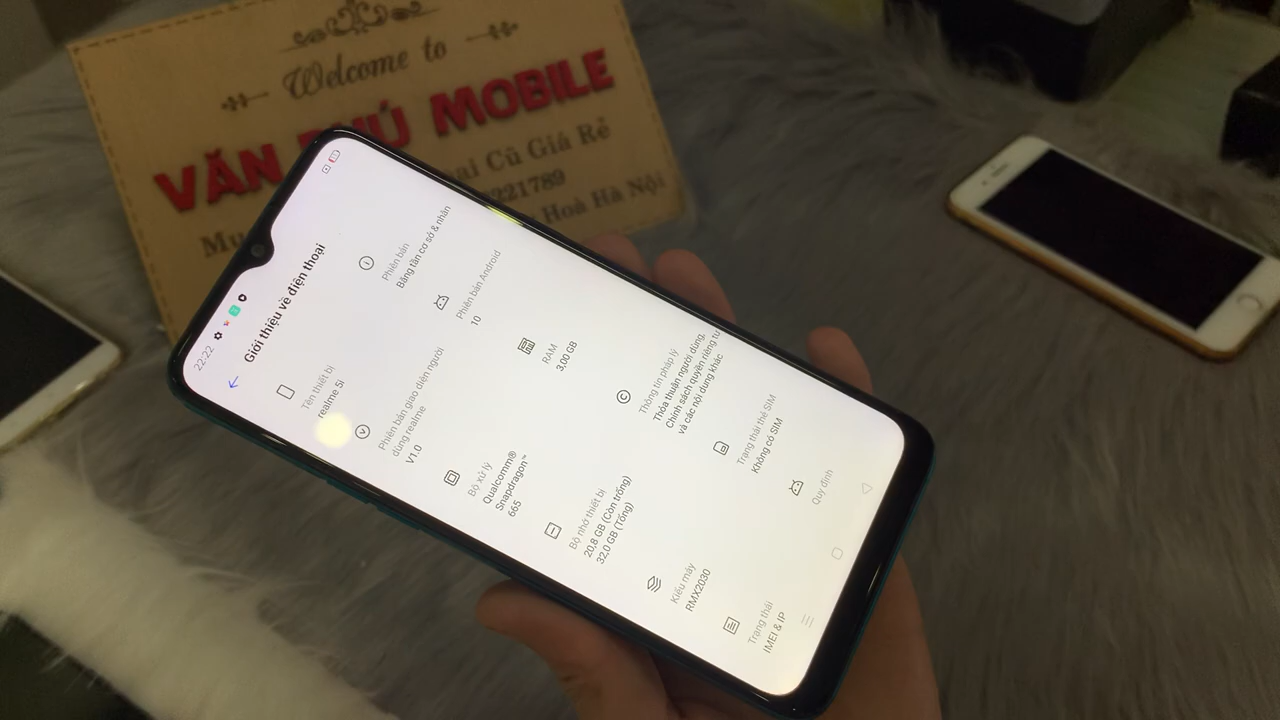 Welcome to
VĂN PHÚ MOBILE
Cũ Giá Rẻ
221789
Hoà Hà Nội
22:22
Giới thiệu về điện thoại
Tên thiết bị
realme 5i
Phiên bản
Băng tần cơ sở & nhân
Phiên bản giao diện người
dùng realme
V1.0
Phiên bản Android
10
Bộ xử lý
Qualcomm®
Snapdragon™
665
RAM
3,00 GB
Bộ nhớ thiết bị
20,8 GB (Còn trống)
32,0 GB (Tổng)
Thông tin pháp lý
Thỏa thuận người dùng,
Chính sách quyền riêng tư
và các nội dung khác
Kiểu máy
RMX2030
Trạng thái thẻ SIM
Không có SIM
Trạng thái
IMEI & IP
Quy định